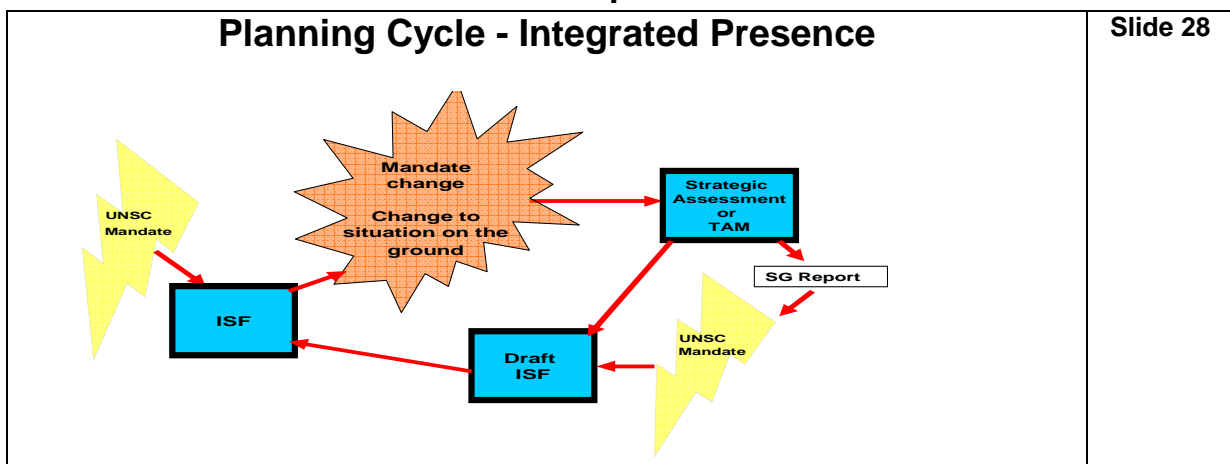 Planning Cycle - Integrated Presence
Slide 28
Mandate
change
Change to
situation on the
ground
Strategic
Assessment
or
TAM
UNSC
Mandate
SG Report
ISF
UNSC
Mandate
Draft
ISF